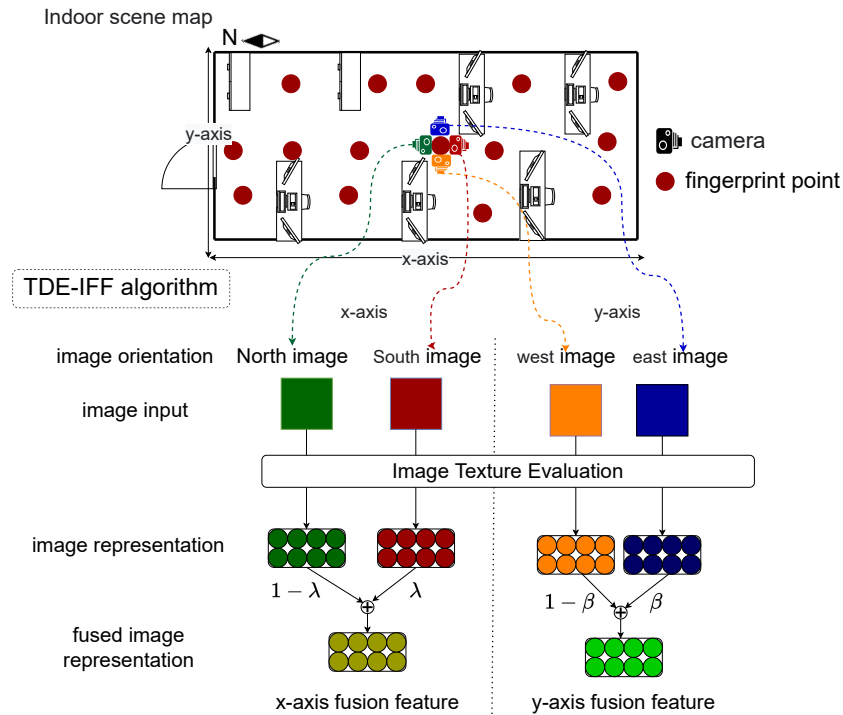 Indoor scene map
N
y-axis
camera
fingerprint point
x-axis
TDE-IFF algorithm
x-axis
y-axis
image orientation
North image
South image
west image
east image
image input
Image Texture Evaluation
image representation
1 − λ
λ
1 − β
β
fused image
representation
x-axis fusion feature
y-axis fusion feature